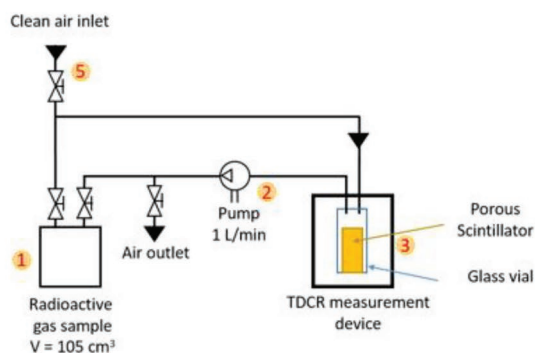 Clean air inlet
5
2
Pump
1 L/min
Air outlet
1
Radioactive
gas sample
V = 105 cm³
3
TDCR measurement
device
Porous
Scintillator
Glass vial